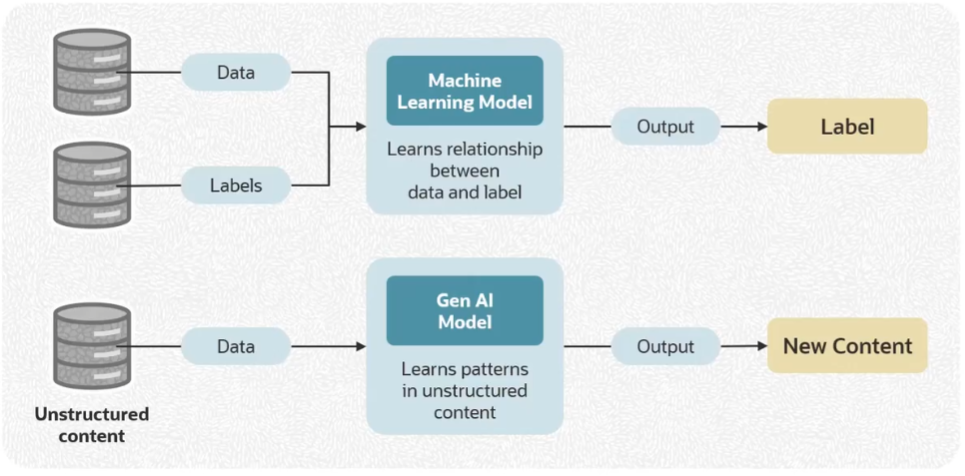 Data
Labels
Machine
Learning Model
Learns relationship
between
data and label
Output
Label
Unstructured
content
Data
Gen AI
Model
Learns patterns
in unstructured
content
Output
New Content